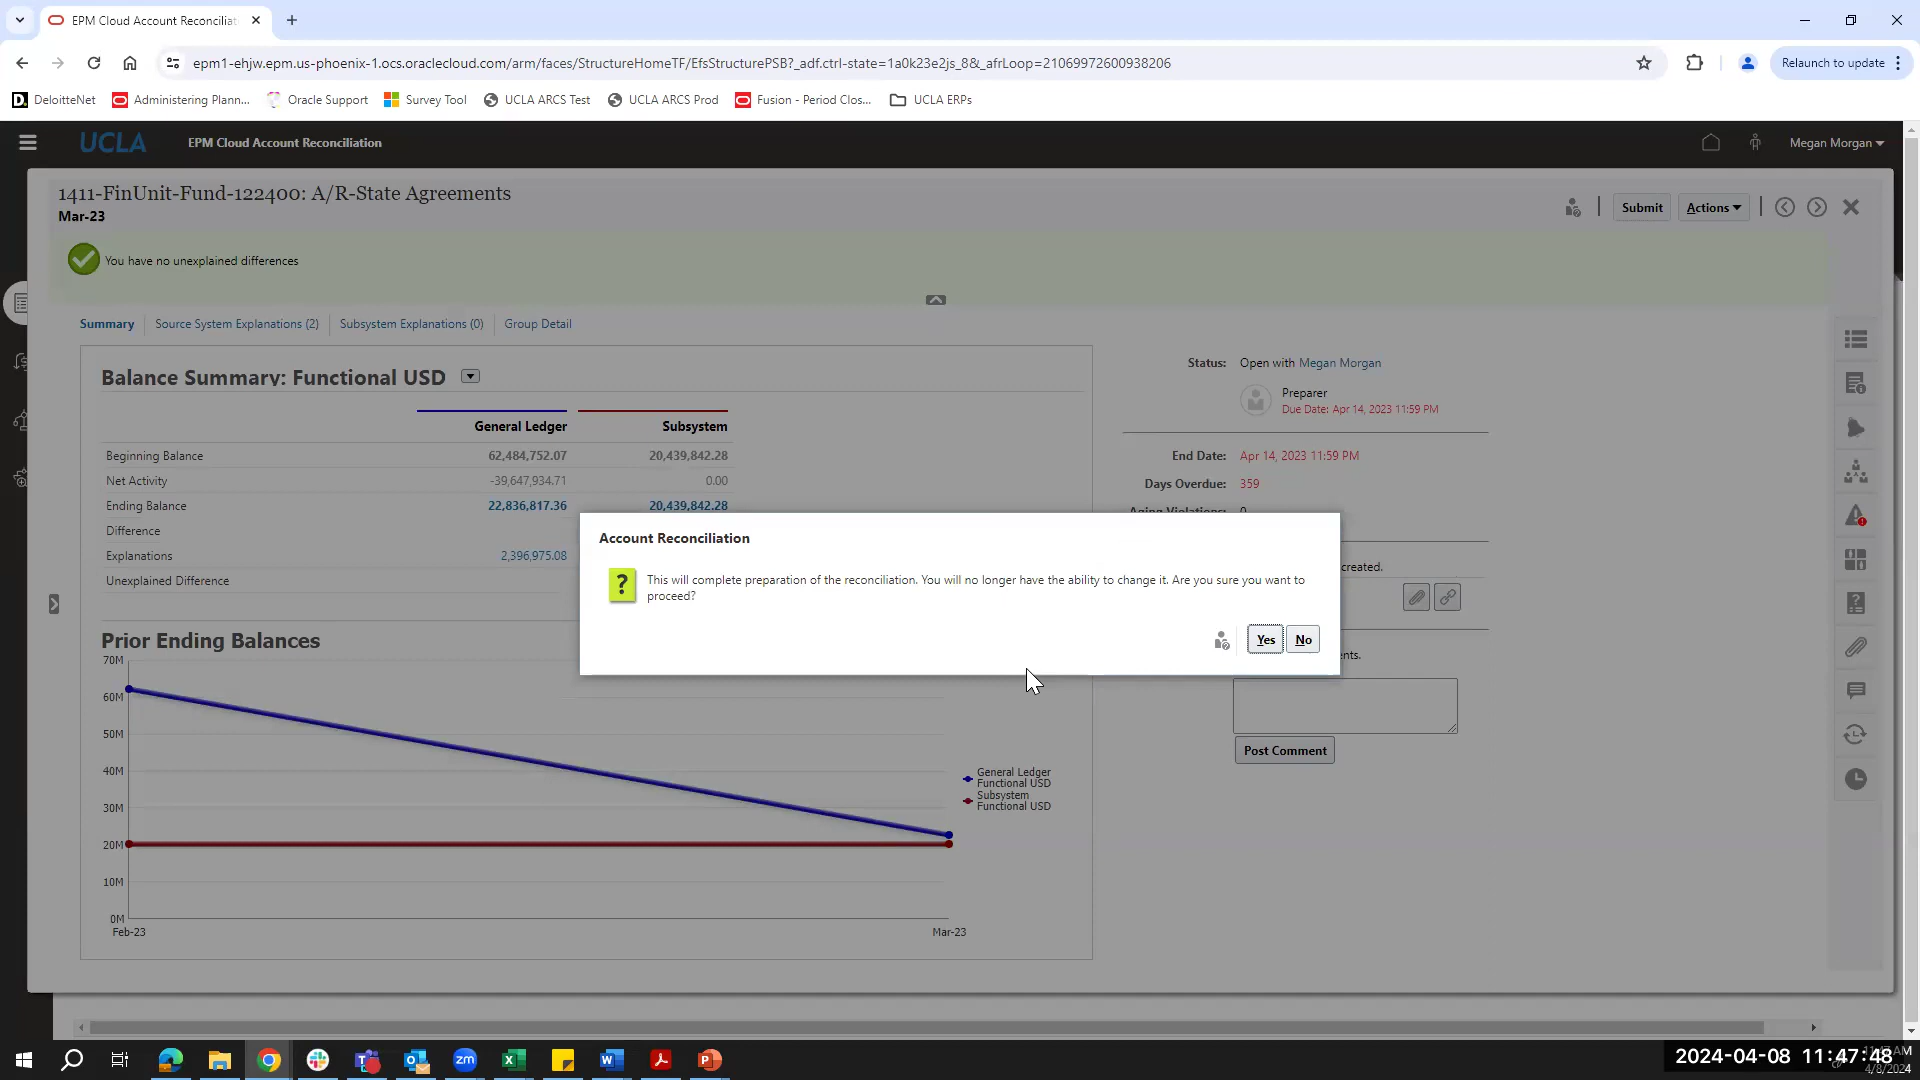 EPM Cloud Account Reconciliat
epm1-ehjw.epm.us-phoenix-1.ocs.oraclecloud.com/arm/faces/StructureHomeTF/EfsStructurePSB?_adf.ctrl-state=1a0k23e2js_8&_afrLoop=21069972600938206
Relaunch to update
DeloitteNet
Administering Plann...
Oracle Support
Survey Tool
UCLA ARCS Test
UCLA ARCS Prod
Fusion - Period Clos...
UCLA ERPs
UCLA
EPM Cloud Account Reconciliation
Megan Morgan
1411-FinUnit-Fund-122400: A/R-State Agreements
Mar-23
Submit
Actions
You have no unexplained differences
Summary
Source System Explanations (2)
Subsystem Explanations (0)
Group Detail
Balance Summary: Functional USD
General Ledger Subsystem
Beginning Balance 62,484,752.07 20,439,842.28
Net Activity -39,647,934.71 0.00
Ending Balance 22,836,817.36 20,439,842.28
Difference
Explanations 2,396,975.08
Unexplained Difference
Status: Open with Megan Morgan
Preparer
Due Date: Apr 14, 2023 11:59 PM
End Date: Apr 14, 2023 11:59 PM
Days Overdue: 359
Aging Violations: 0
created.
Account Reconciliation
This will complete preparation of the reconciliation. You will no longer have the ability to change it. Are you sure you want to
proceed?
Yes No
Prior Ending Balances
70M
60M
50M
40M
30M
20M
10M
0M
Feb-23
Mar-23
General Ledger
Functional USD
Subsystem
Functional USD
Post Comment
2024-04-08 11:47:48
4/8/2024